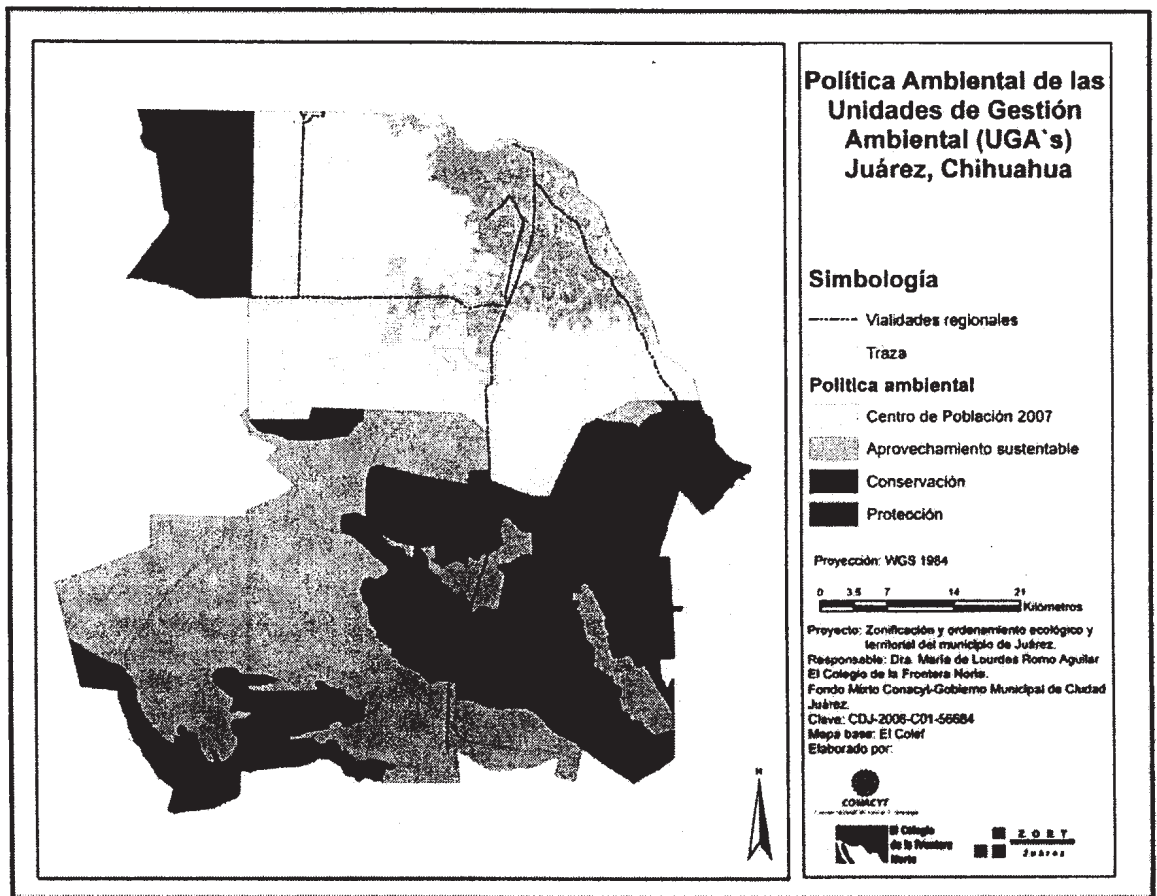 Política Ambiental de las
Unidades de Gestión
Ambiental (UGA`s)
Juárez, Chihuahua
Simbología
Vialidades regionales
Traza
Politica ambiental
Centro de Población 2007
Aprovechamiento sustentable
Conservación
Protección
Proyección: WGS 1984
0 3.5 7 14 21
Kilómetros
Proyecto: Zonificación y ordenamiento ecológico y
territorial del municipio de Juárez.
Responsable: Dra. María de Lourdes Romo Aguilar
El Colegio de la Frontera Norte.
Fondo Mixto Conacyt-Gobierno Municipal de Ciudad
Juárez.
Clave: CDJ-2006-C01-56684
Mapa base: El Colef
Elaborado por:
N
CONACYT
El Colegio
de la Frontera
Norte
Z O R T
Juárez